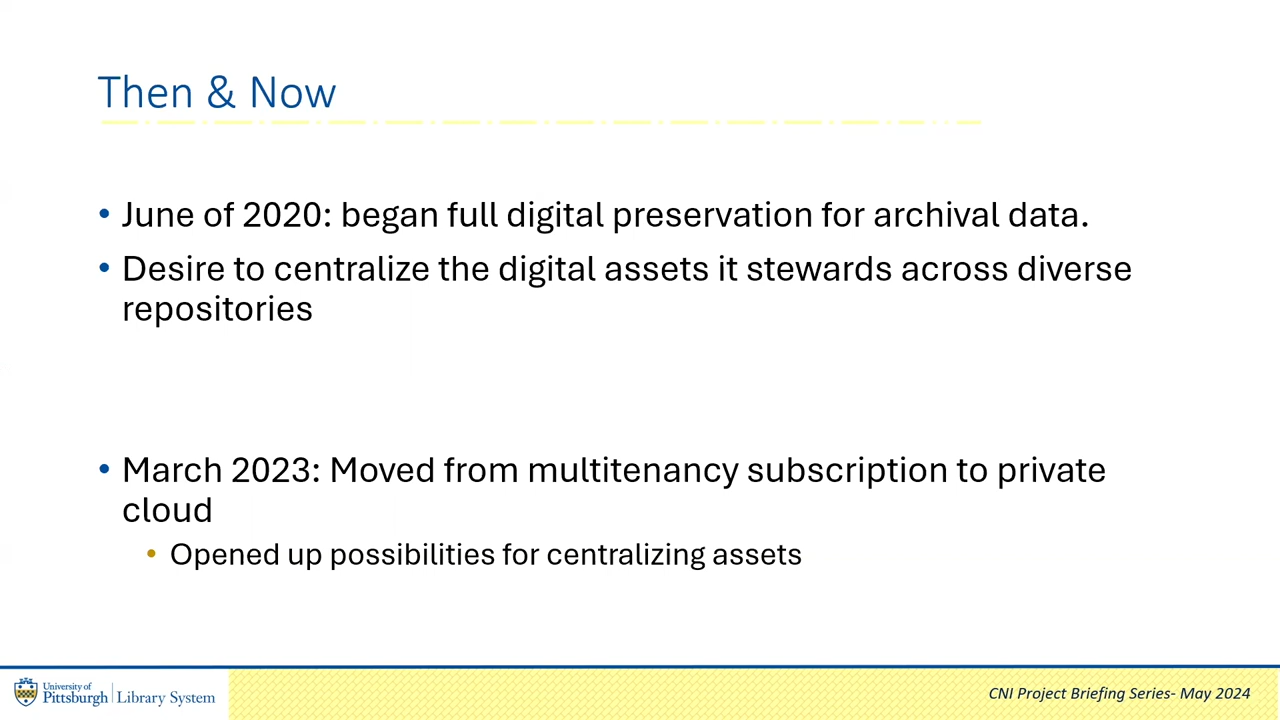 Then & Now
• June of 2020: began full digital preservation for archival data.
• Desire to centralize the digital assets it stewards across diverse
repositories
• March 2023: Moved from multitenancy subscription to private
cloud
• Opened up possibilities for centralizing assets
University of
Pittsburgh
Library System
CNI Project Briefing Series- May 2024